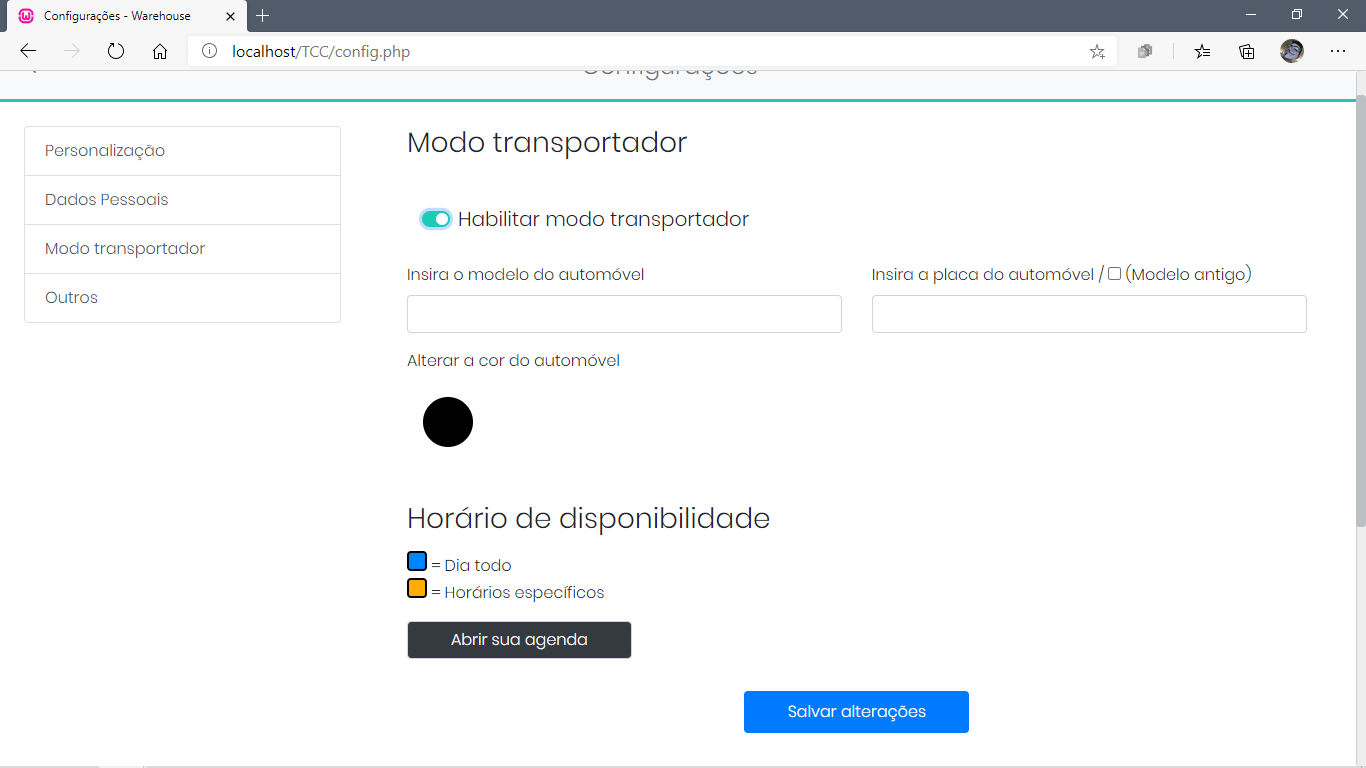 Configurações - Warehouse
localhost/TCC/config.php
Configurações
Personalização
Dados Pessoais
Modo transportador
Outros
Modo transportador
Habilitar modo transportador
Insira o modelo do automóvel
Insira a placa do automóvel / (Modelo antigo)
Alterar a cor do automóvel
Horário de disponibilidade
= Dia todo
= Horários específicos
Abrir sua agenda
Salvar alterações